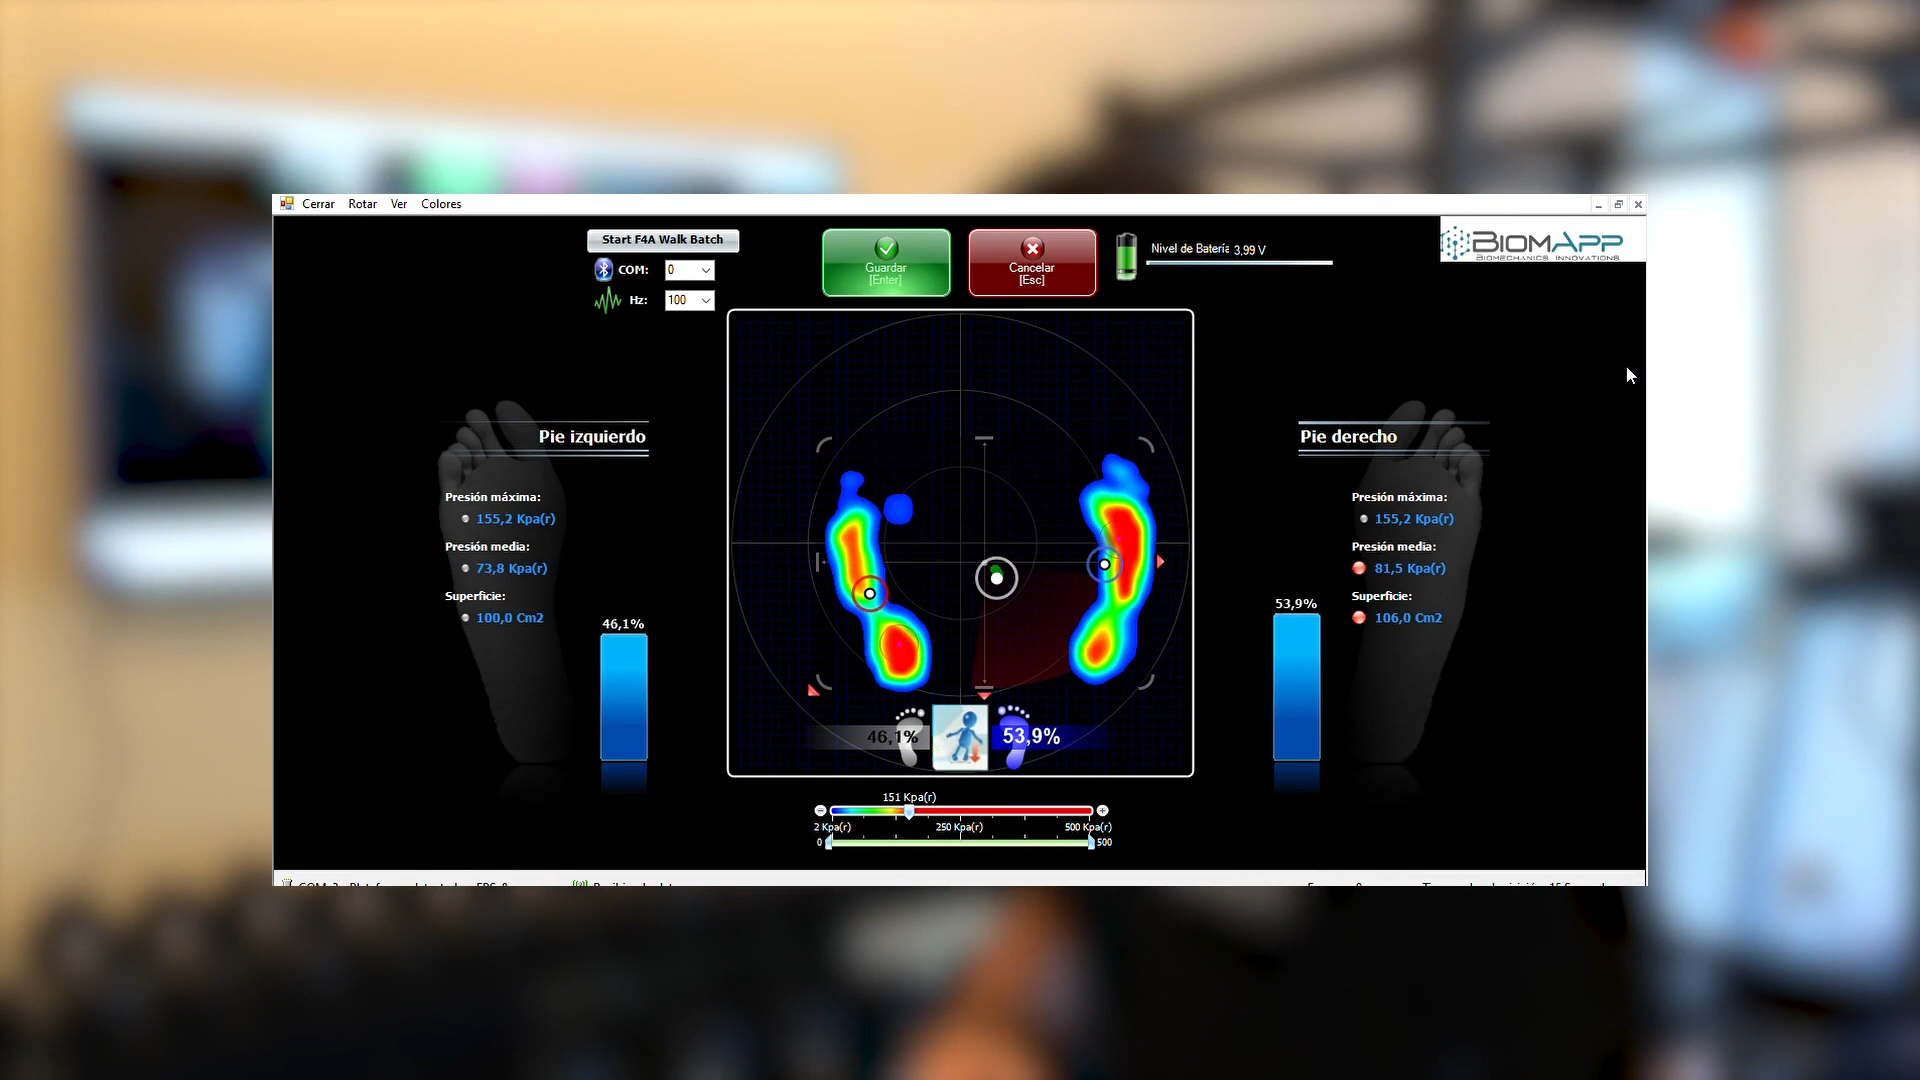 Cerrar Rotar Ver Colores
Start F4A Walk Batch
COM: 0
Hz: 100
Guardar
[Enter]
Cancelar
[Esc]
Nivel de Batería 3,99 V
BIOMAPP
BIOMECHANICS INNOVATIONS
Pie izquierdo
Presión máxima:
155,2 Kpa(r)
Presión media:
73,8 Kpa(r)
Superficie:
100,0 Cm2
46,1%
46,1%
53,9%
Pie derecho
Presión máxima:
155,2 Kpa(r)
Presión media:
81,5 Kpa(r)
Superficie:
106,0 Cm2
53,9%
151 Kpa(r)
2 Kpa(r) 250 Kpa(r) 500 Kpa(r)
0 500